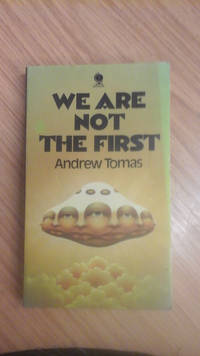 WE ARE
NOT
THE FIRST
Andrew Tomas